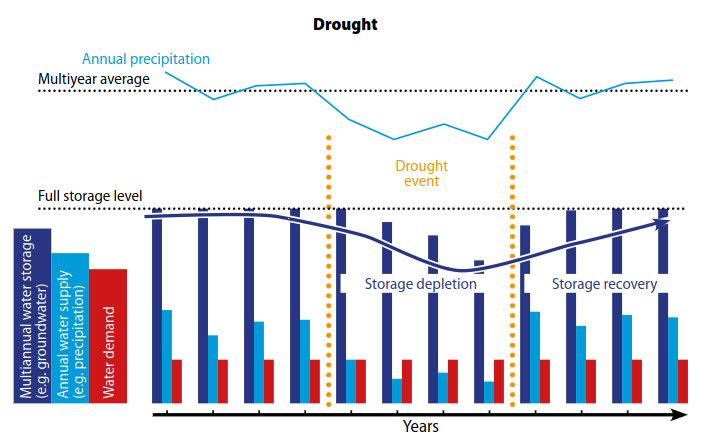 Drought
Annual precipitation
Multiyear average
Drought
event
Full storage level
Storage depletion
Storage recovery
Multiannual water storage
(e.g. groundwater)
Annual water supply
(e.g. precipitation)
Water demand
Years